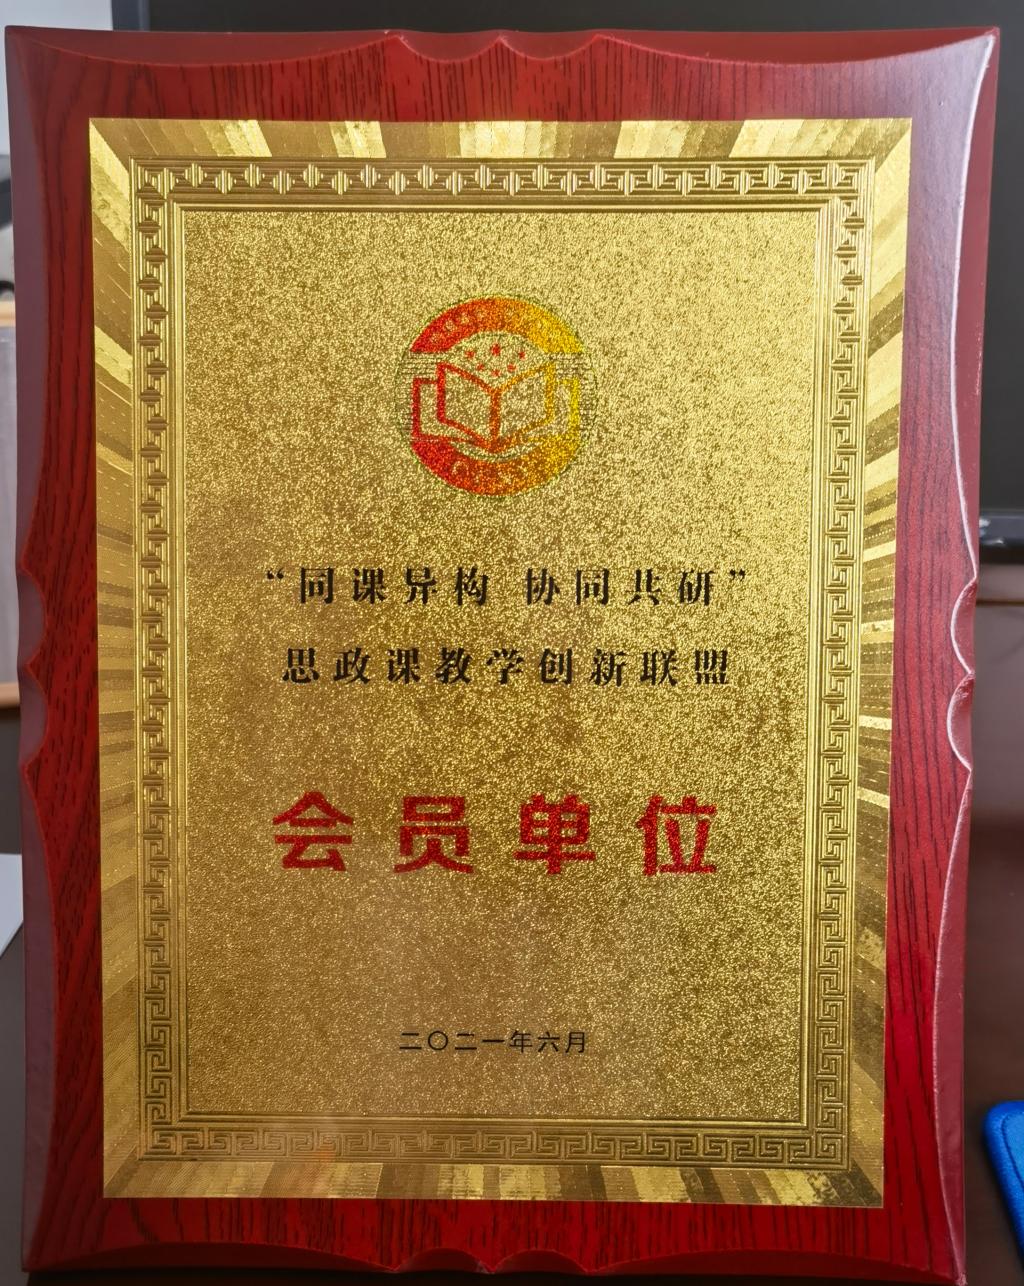 “同课异构 协同共研”
思政课教学创新联盟
会员单位
二〇二一年六月